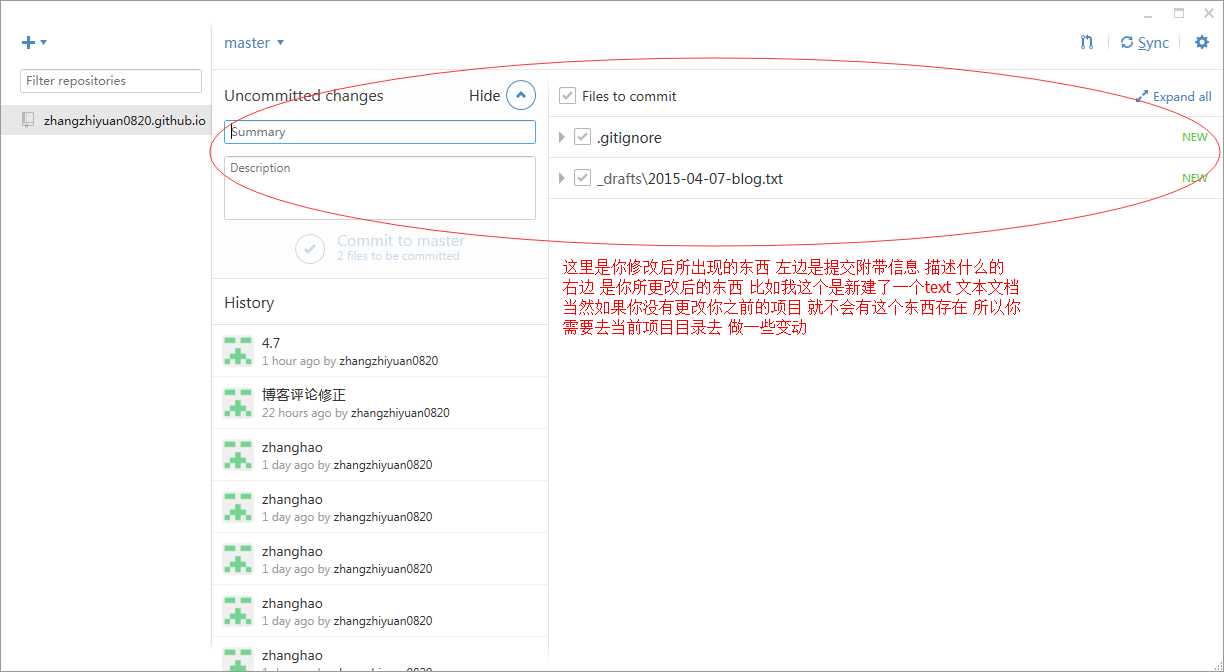 master
Sync
Filter repositories
zhangzhiyuan0820.github.io
Uncommitted changes
Hide
Summary
Description
Commit to master
2 files to be committed
Files to commit
Expand all
.gitignore
NEW
_drafts\2015-04-07-blog.txt
NEW
这里是你修改后所出现的东西 左边是提交附带信息 描述什么的
右边 是你所更改后的东西 比如我这个是新建了一个text 文本文档
当然如果你没有更改你之前的项目 就不会有这个东西存在 所以你
需要去当前项目目录去 做一些变动
History
4.7
1 hour ago by zhangzhiyuan0820
博客评论修正
22 hours ago by zhangzhiyuan0820
zhanghao
1 day ago by zhangzhiyuan0820
zhanghao
1 day ago by zhangzhiyuan0820
zhanghao
1 day ago by zhangzhiyuan0820
zhanghao
1 day ago by zhangzhiyuan0820
zhanghao